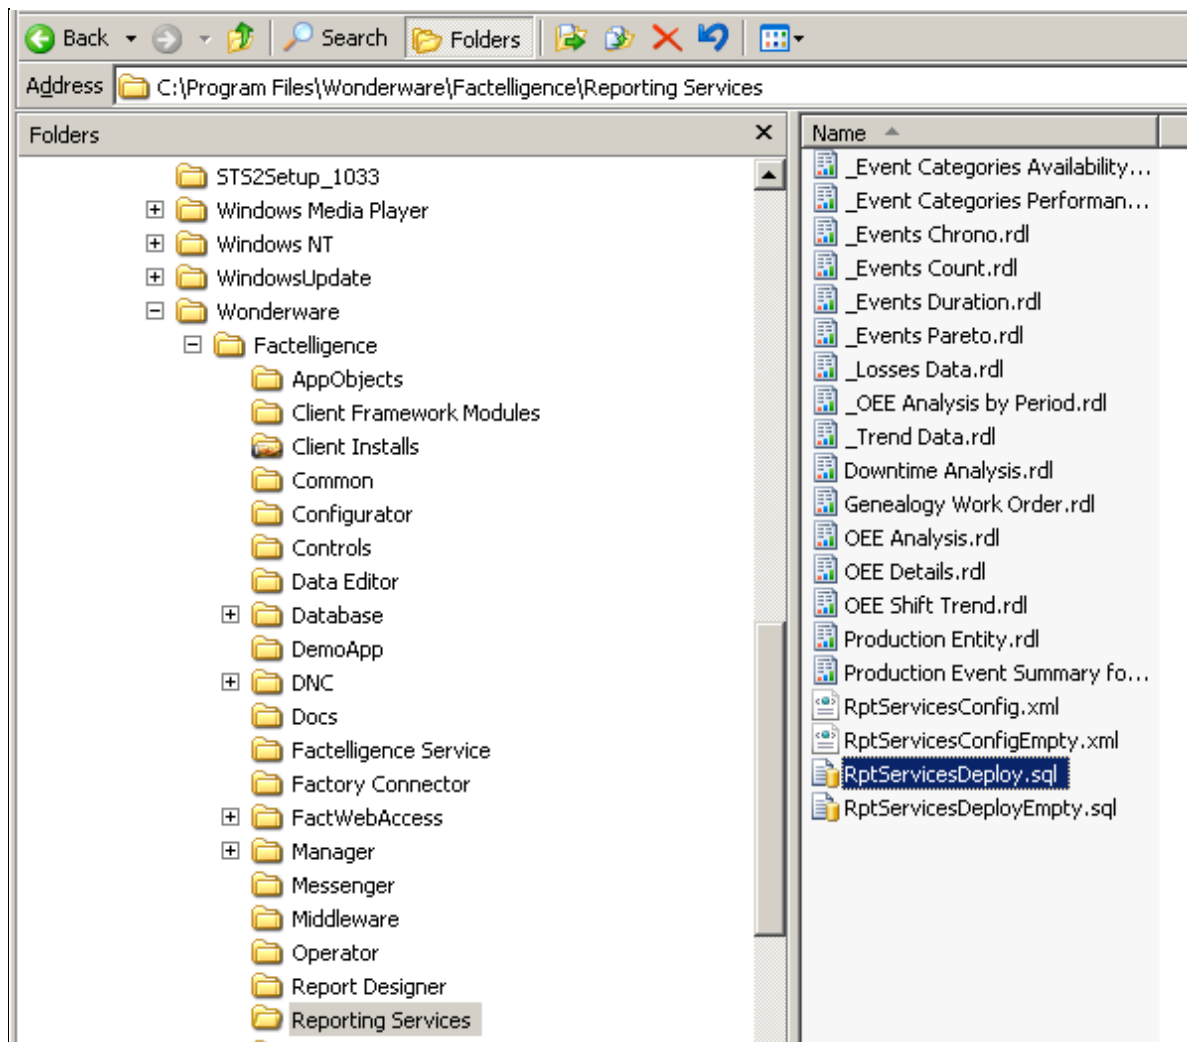 Back Search Folders
Address C:\Program Files\Wonderware\Factelligence\Reporting Services
Folders
STS2Setup_1033
Windows Media Player
Windows NT
WindowsUpdate
Wonderware
Factelligence
AppObjects
Client Framework Modules
Client Installs
Common
Configurator
Controls
Data Editor
Database
DemoApp
DNC
Docs
Factelligence Service
Factory Connector
FactWebAccess
Manager
Messenger
Middleware
Operator
Report Designer
Reporting Services
Name
_Event Categories Availability...
_Event Categories Performan...
_Events Chrono.rdl
_Events Count.rdl
_Events Duration.rdl
_Events Pareto.rdl
_Losses Data.rdl
_OEE Analysis by Period.rdl
_Trend Data.rdl
Downtime Analysis.rdl
Genealogy Work Order.rdl
OEE Analysis.rdl
OEE Details.rdl
OEE Shift Trend.rdl
Production Entity.rdl
Production Event Summary fo...
RptServicesConfig.xml
RptServicesConfigEmpty.xml
RptServicesDeploy.sql
RptServicesDeployEmpty.sql